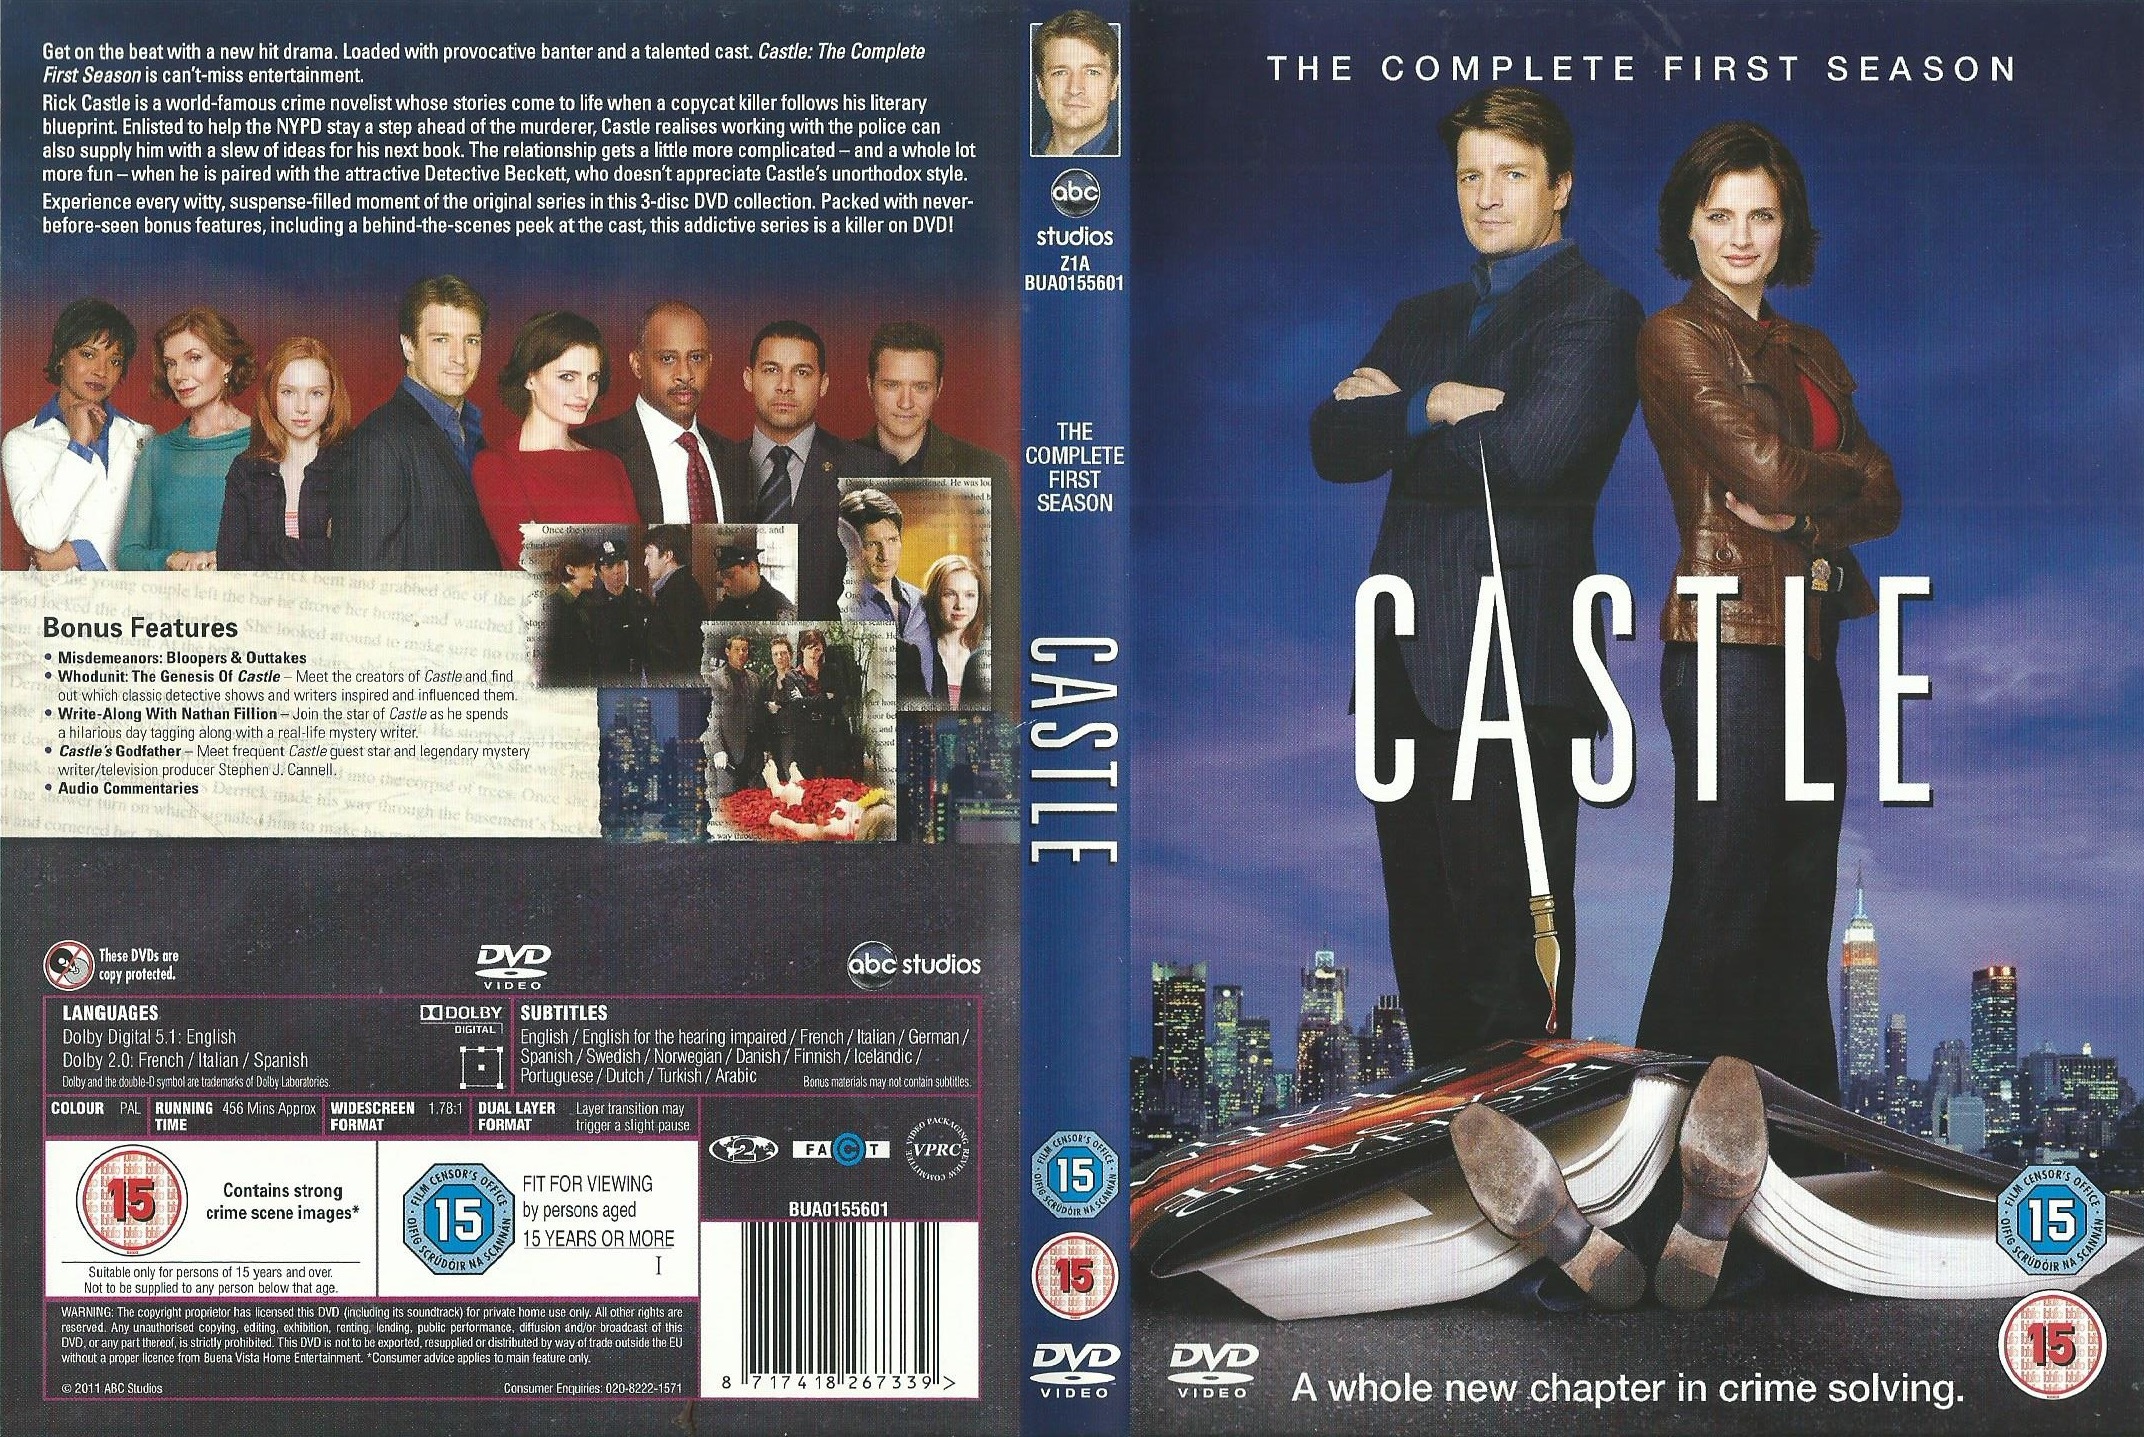 Get on the beat with a new hit drama. Loaded with provocative banter and a talented cast. Castle: The Complete
First Season is can't-miss entertainment.
Rick Castle is a world-famous crime novelist whose stories come to life when a copycat killer follows his literary
blueprint. Enlisted to help the NYPD stay a step ahead of the murderer, Castle realises working with the police can
also supply him with a slew of ideas for his next book. The relationship gets a little more complicated – and a whole lot
more fun – when he is paired with the attractive Detective Beckett, who doesn't appreciate Castle's unorthodox style.
Experience every witty, suspense-filled moment of the original series in this 3-disc DVD collection. Packed with never-
before-seen bonus features, including a behind-the-scenes peek at the cast, this addictive series is a killer on DVD!
Bonus Features
• Misdemeanors: Bloopers & Outtakes
• Whodunit: The Genesis Of Castle – Meet the creators of Castle and find
out which classic detective shows and writers inspired and influenced them.
• Write-Along With Nathan Fillion – Join the star of Castle as he spends
a hilarious day tagging along with a real-life mystery writer.
• Castle's Godfather – Meet frequent Castle guest star and legendary mystery
writer/television producer Stephen J. Cannell.
• Audio Commentaries
These DVDs are
copy protected.
DVD
VIDEO
abc studios
LANGUAGES
Dolby Digital 5.1: English
Dolby 2.0: French / Italian / Spanish
Dolby and the double-D symbol are trademarks of Dolby Laboratories.
DOLBY
DIGITAL
SUBTITLES
English / English for the hearing impaired / French / Italian / German /
Spanish / Swedish / Norwegian / Danish / Finnish / Icelandic /
Portuguese / Dutch / Turkish / Arabic
Bonus materials may not contain subtitles.
COLOUR PAL
RUNNING TIME 456 Mins Approx
WIDESCREEN FORMAT 1.78:1
DUAL LAYER FORMAT
Layer transition may
trigger a slight pause
15
Contains strong
crime scene images*
Suitable only for persons of 15 years and over.
Not to be supplied to any person below that age.
FILM CENSOR'S OFFICE
15
OIFIG SCRÚDÓIR NA SCANNÁN
FIT FOR VIEWING
by persons aged
15 YEARS OR MORE
I
2
FACT
VIDEO PACKAGING REVIEW COMMITTEE
VPRC
BUA0155601
8 717418 267339 >
WARNING: The copyright proprietor has licensed this DVD (including its soundtrack) for private home use only. All other rights are
reserved. Any unauthorised copying, editing, exhibition, renting, lending, public performance, diffusion and/or broadcast of this
DVD, or any part thereof, is strictly prohibited. This DVD is not to be exported, resupplied or distributed by way of trade outside the EU
without a proper licence from Buena Vista Home Entertainment. *Consumer advice applies to main feature only.
© 2011 ABC Studios
Consumer Enquiries: 020-8222-1571
abc
studios
Z1A
BUA0155601
THE
COMPLETE
FIRST
SEASON
CASTLE
FILM CENSOR'S OFFICE
15
OIFIG SCRÚDÓIR NA SCANNÁN
15
DVD
VIDEO
THE COMPLETE FIRST SEASON
CASTLE
FILM CENSOR'S OFFICE
15
OIFIG SCRÚDÓIR NA SCANNÁN
15
DVD
VIDEO
A whole new chapter in crime solving.